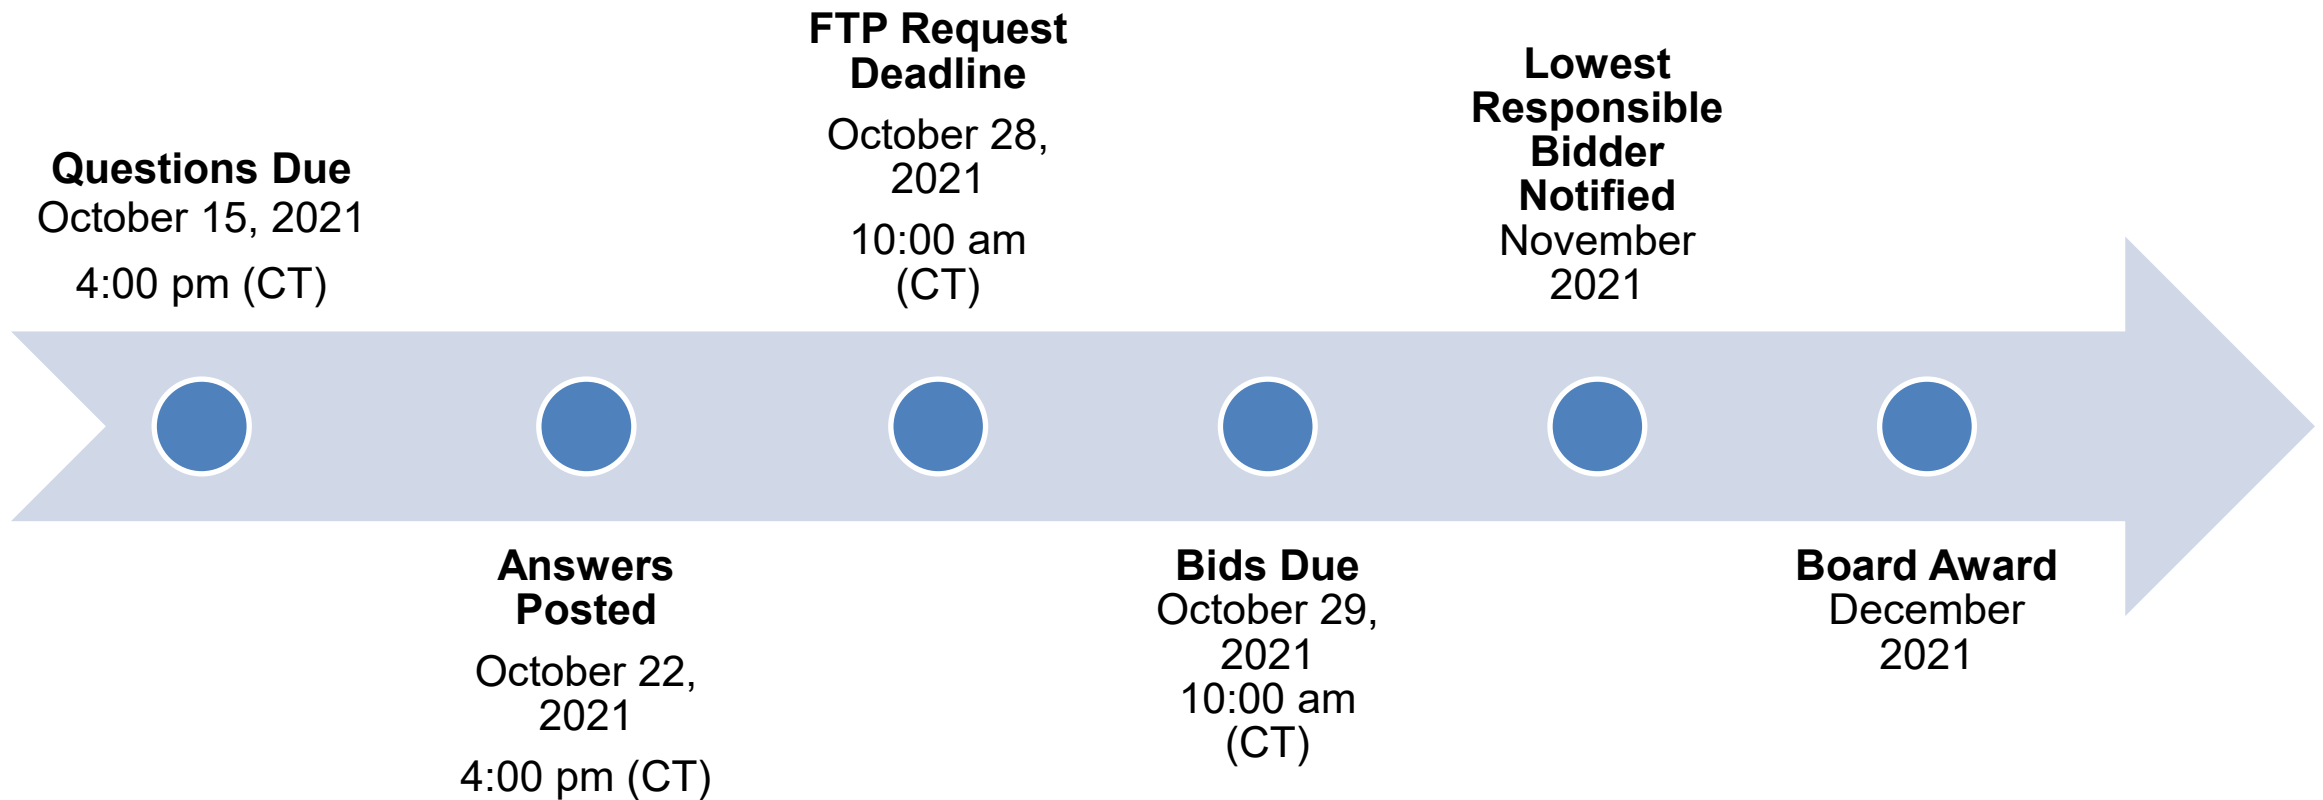 Questions Due
October 15, 2021
4:00 pm (CT)
Answers
Posted
October 22,
2021
4:00 pm (CT)
FTP Request
Deadline
October 28,
2021
10:00 am
(CT)
Bids Due
October 29,
2021
10:00 am
(CT)
Lowest
Responsible
Bidder
Notified
November
2021
Board Award
December
2021